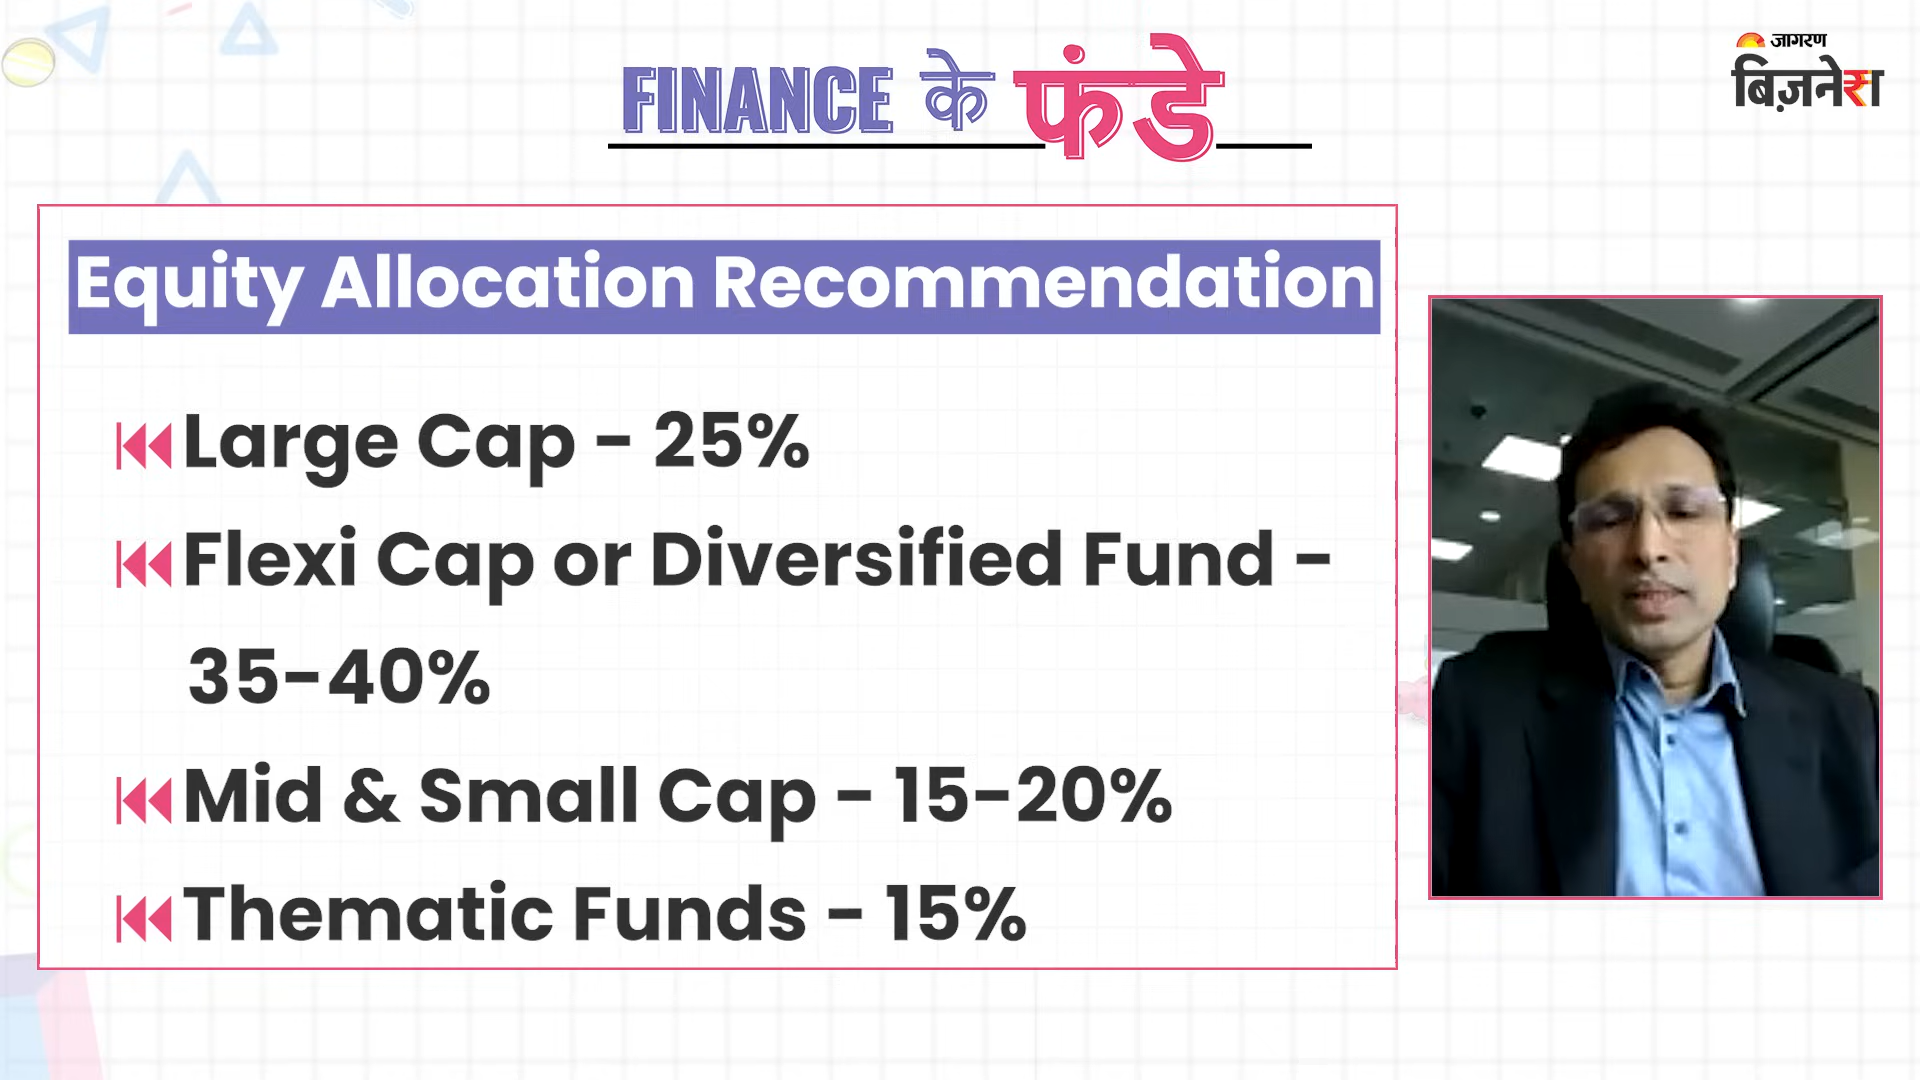 FINANCE के फंडे
जागरण
बिज़नेस
Equity Allocation Recommendation
Large Cap - 25%
Flexi Cap or Diversified Fund -
35-40%
Mid & Small Cap - 15-20%
Thematic Funds - 15%